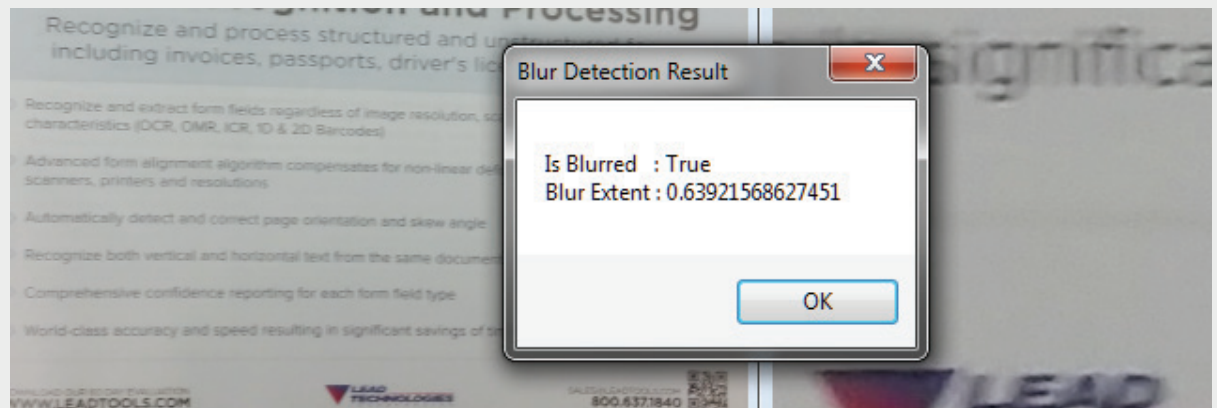 and Processing
Recognize and process structured and
including invoices, passports, driver's
Recognize and extract form fields regardless of image resolution,
characteristics (OCR, OMR, ICR, 1D & 2D Barcodes)
Advanced form alignment algorithm compensates for non-linear
scanners, printers and resolutions
Automatically detect and correct page orientation and skew angle
Recognize both vertical and horizontal text from the same
Comprehensive confidence reporting for each form field type
World-class accuracy and speed resulting in significant savings of
WWW.LEADTOOLS.COM
LEAD
TECHNOLOGIES
800.637.1840
Blur Detection Result
Is Blurred : True
Blur Extent : 0.63921568627451
OK
LEAD